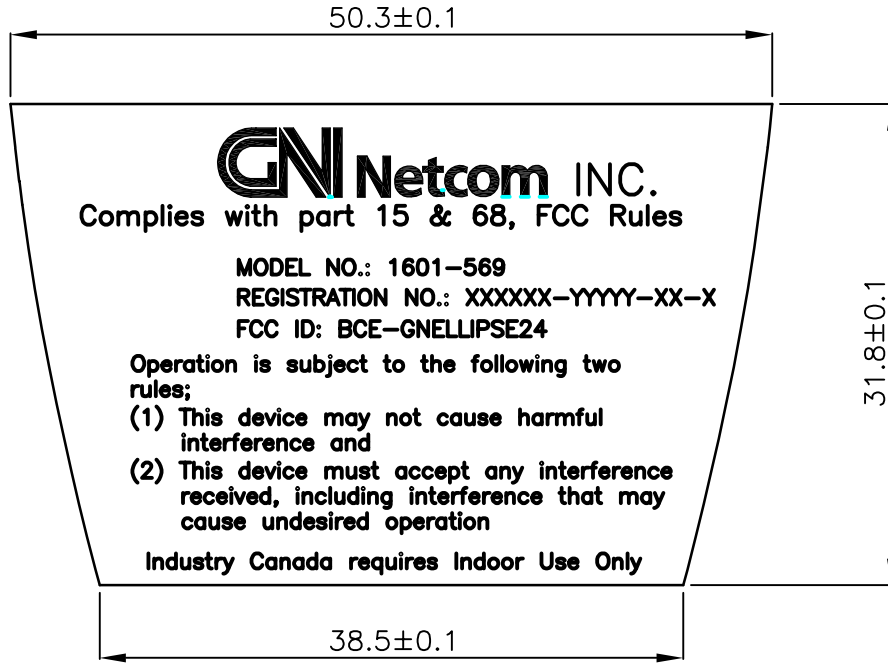 50.3±0.1
GN Netcom INC.
Complies with part 15 & 68, FCC Rules
MODEL NO.: 1601-569
REGISTRATION NO.: XXXXXX-YYYYY-XX-X
FCC ID: BCE-GNELLIPSE24
Operation is subject to the following two
rules;
(1) This device may not cause harmful
interference and
(2) This device must accept any interference
received, including interference that may
cause undesired operation
Industry Canada requires Indoor Use Only
31.8±0.1
38.5±0.1